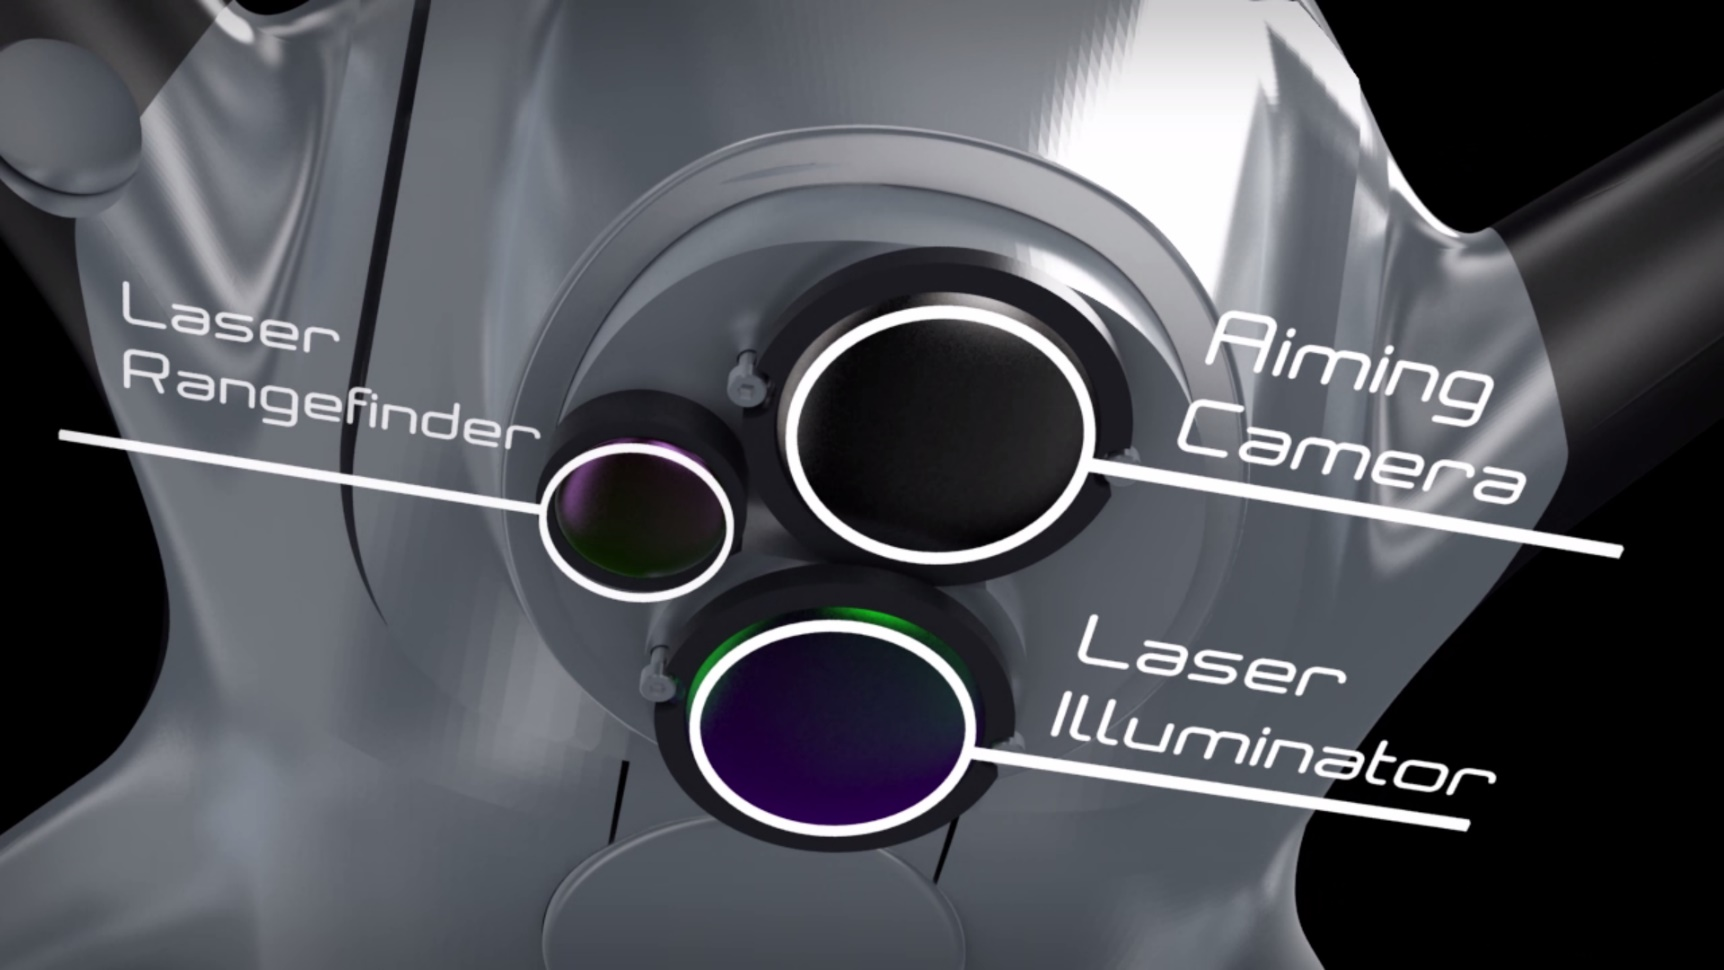 Laser
Rangefinder
Aiming
Camera
Laser
Illuminator